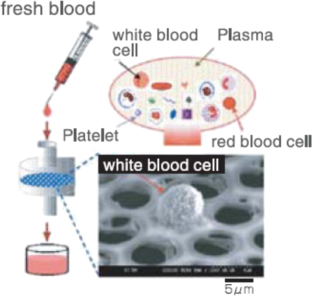 fresh blood
white blood
cell
Plasma
Platelet
red blood cell
white blood cell
5μm